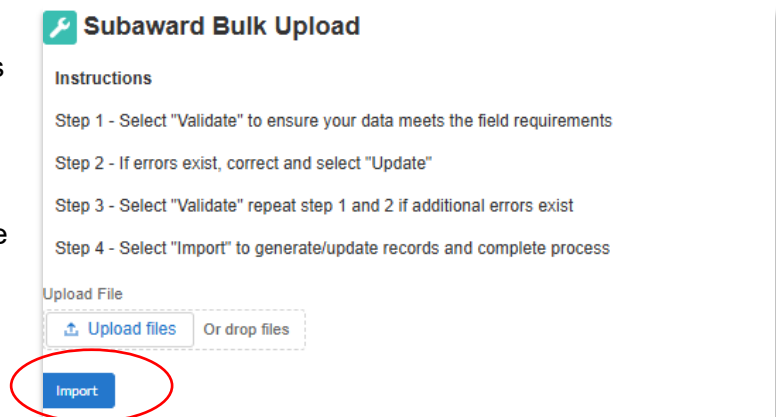 Subaward Bulk Upload
s
Instructions
Step 1 - Select "Validate" to ensure your data meets the field requirements
Step 2 - If errors exist, correct and select "Update"
Step 3 - Select "Validate" repeat step 1 and 2 if additional errors exist
e
Step 4 - Select "Import" to generate/update records and complete process
Upload File
Upload files Or drop files
Import